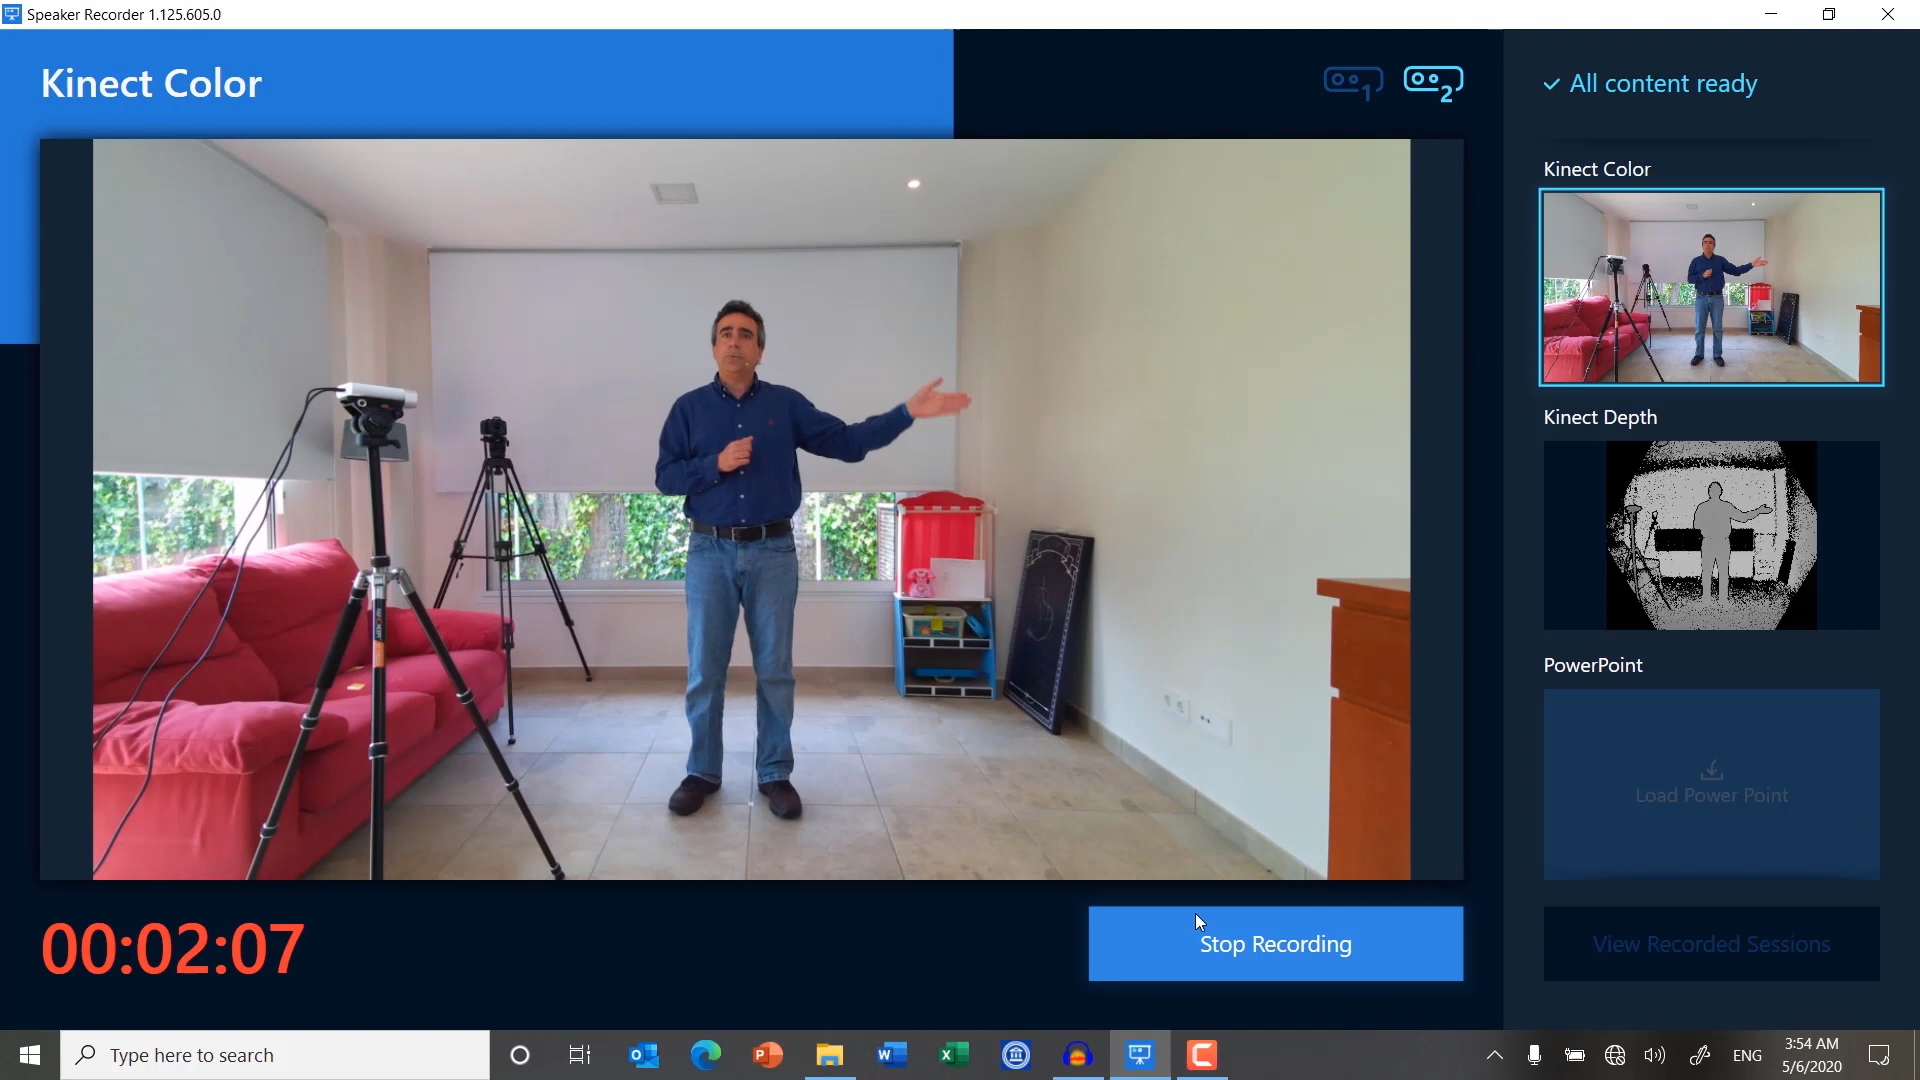 Speaker Recorder 1.125.605.0
Kinect Color
1
2
All content ready
Kinect Color
Kinect Depth
PowerPoint
Load Power Point
00:02:07
Stop Recording
View Recorded Sessions
Type here to search
ENG
3:54 AM
5/6/2020